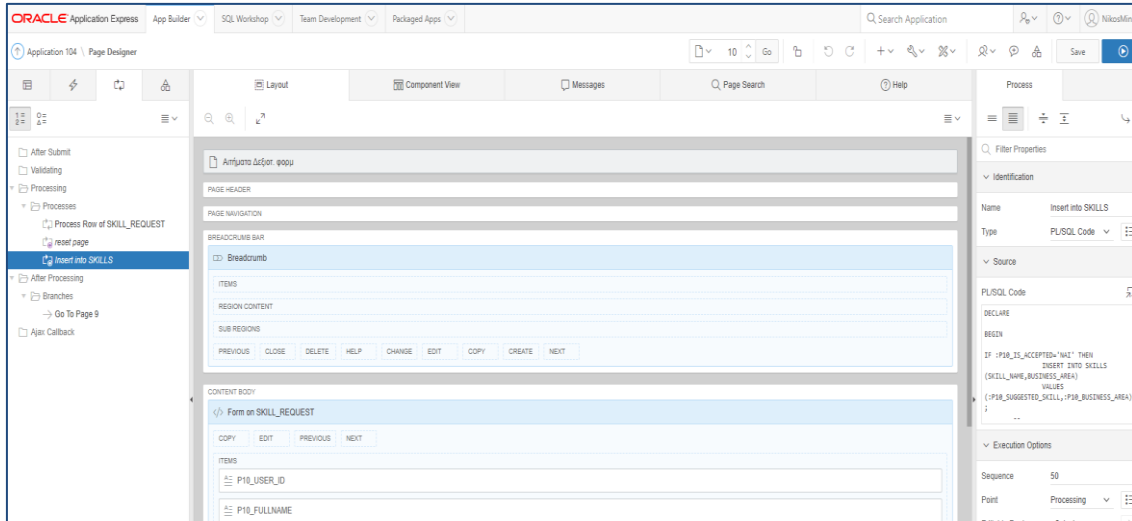 ORACLE Application Express App Builder SQL Workshop Team Development Packaged Apps Search Application NikosMin
Application 104 \ Page Designer 10 Go Save
Layout Component View Messages Page Search Help Process
After Submit
Validating
Processing
Processes
Process Row of SKILL_REQUEST
reset page
Insert into SKILLS
After Processing
Branches
Go To Page 9
Ajax Callback
Αιτήματα Δεξιοτ. φορμ
PAGE HEADER
PAGE NAVIGATION
BREADCRUMB BAR
Breadcrumb
ITEMS
REGION CONTENT
SUB REGIONS
PREVIOUS CLOSE DELETE HELP CHANGE EDIT COPY CREATE NEXT
CONTENT BODY
Form on SKILL_REQUEST
COPY EDIT PREVIOUS NEXT
ITEMS
P10_USER_ID
P10_FULLNAME
Filter Properties
Identification
Name Insert into SKILLS
Type PL/SQL Code
Source
PL/SQL Code
DECLARE
BEGIN
IF :P10_IS_ACCEPTED='NAI' THEN
INSERT INTO SKILLS
(SKILL_NAME,BUSINESS_AREA)
VALUES
(:P10_SUGGESTED_SKILL,:P10_BUSINESS_AREA)
;
--
Execution Options
Sequence 50
Point Processing